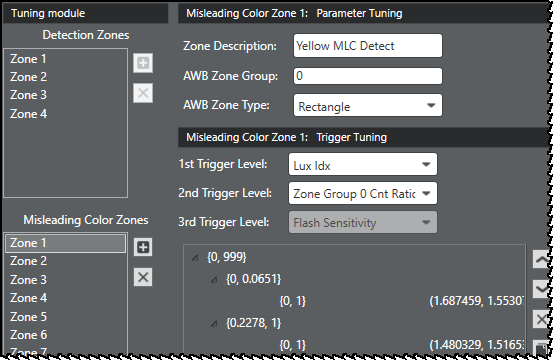 Tuning module
Detection Zones
Zone 1
Zone 2
Zone 3
Zone 4
Misleading Color Zones
Zone 1
Zone 2
Zone 3
Zone 4
Zone 5
Zone 6
Zone 7
Misleading Color Zone 1: Parameter Tuning
Zone Description: Yellow MLC Detect
AWB Zone Group: 0
AWB Zone Type: Rectangle
Misleading Color Zone 1: Trigger Tuning
1st Trigger Level: Lux Idx
2nd Trigger Level: Zone Group 0 Cnt Ratio
3rd Trigger Level: Flash Sensitivity
{0, 999}
{0, 0.0651}
{0, 1} (1.687459, 1.5530
{0.2278, 1}
{0, 1} (1.480329, 1.5165